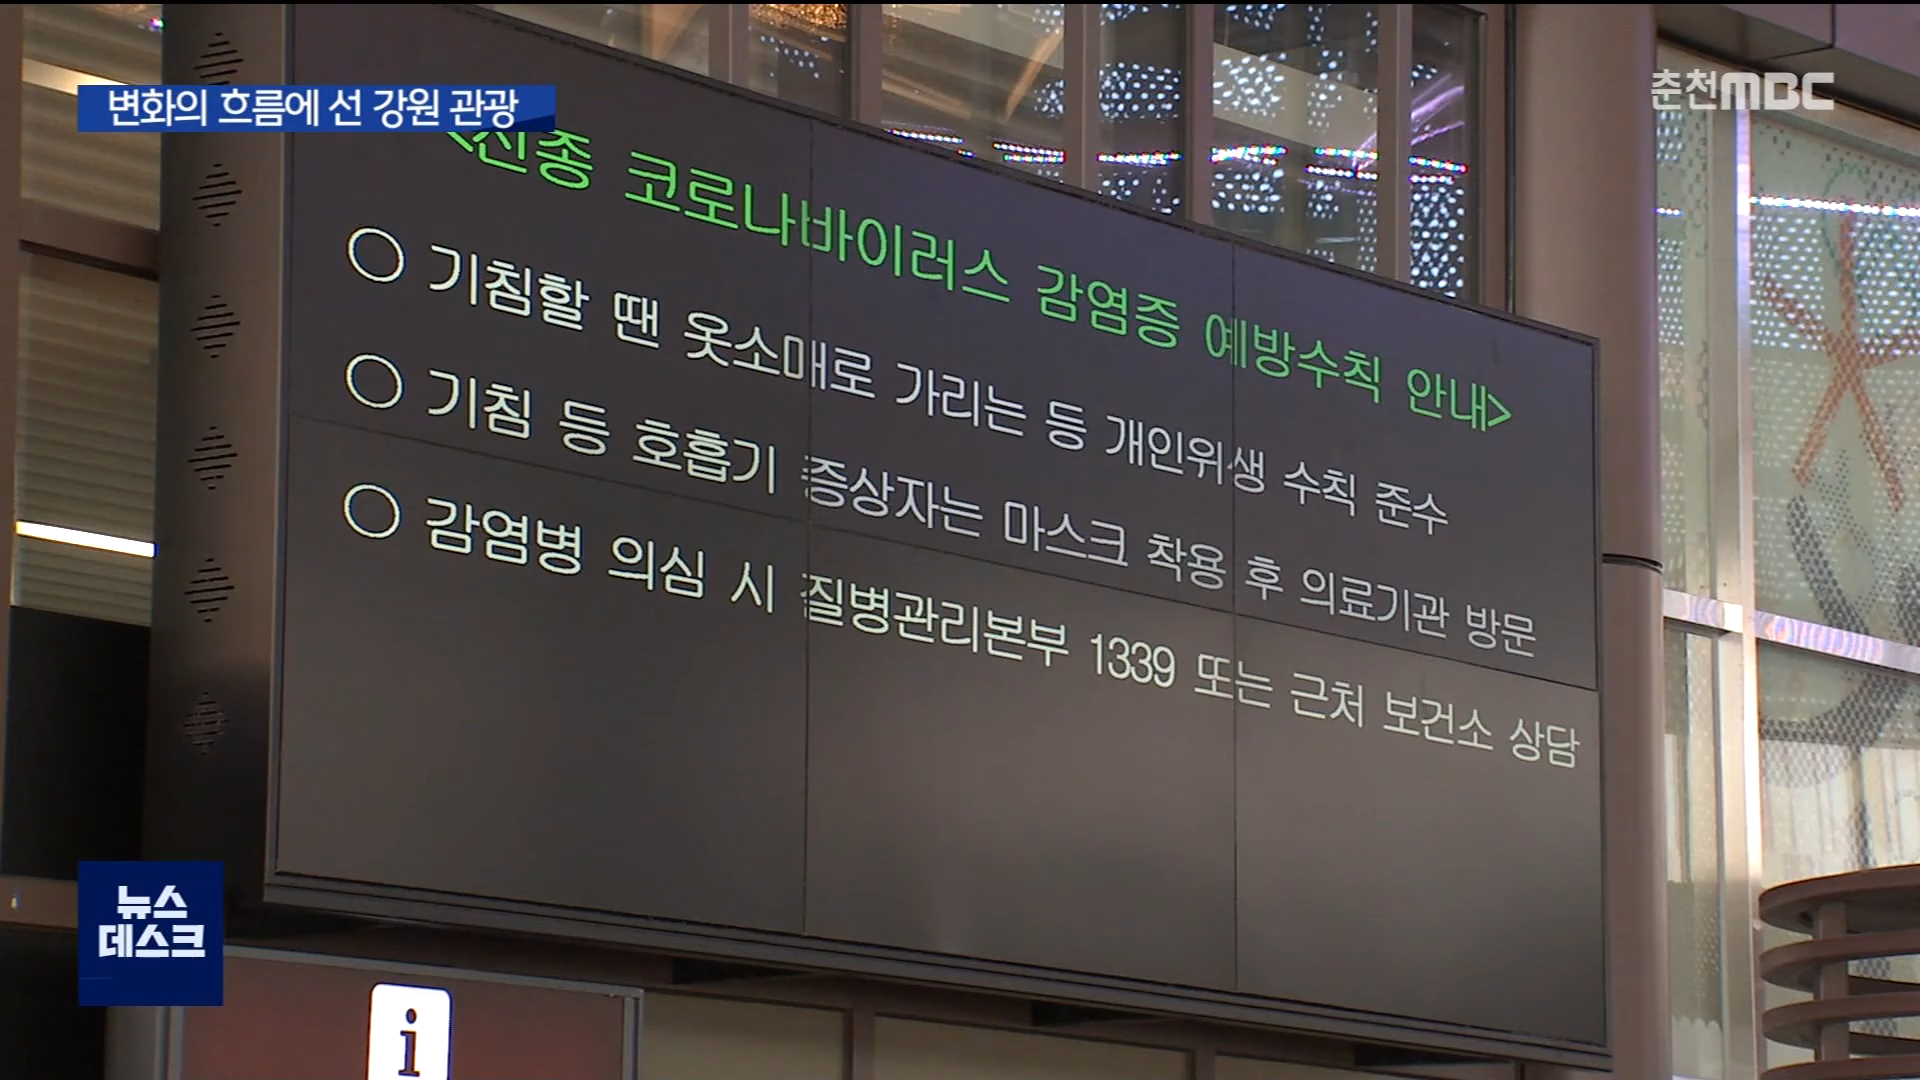 변화의 흐름에 선 강원 관광
춘천MBC
<신종 코로나바이러스 감염증 예방수칙 안내>
○ 기침할 땐 옷소매로 가리는 등 개인위생 수칙 준수
○ 기침 등 호흡기 증상자는 마스크 착용 후 의료기관 방문
○ 감염병 의심 시 질병관리본부 1339 또는 근처 보건소 상담
뉴스
데스크
i